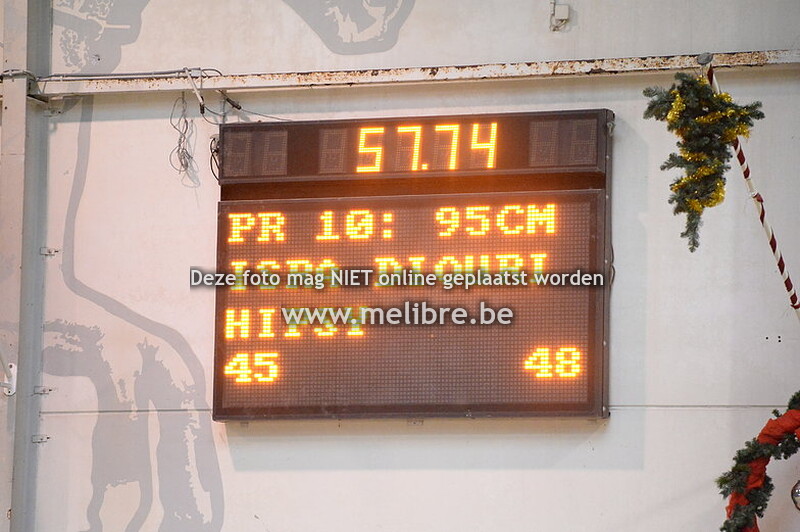 57.74
PR 10: 95CM
Deze foto mag NIET online geplaatst worden
www.melibre.be
45 48